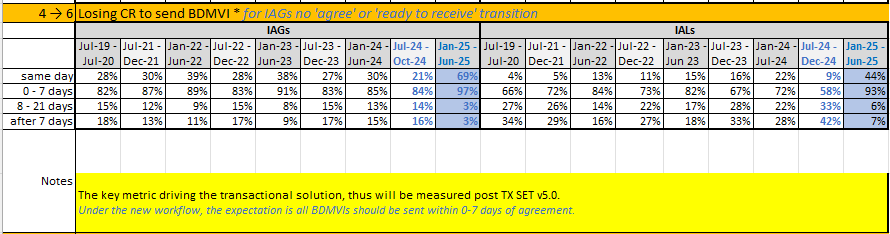 4 → 6 Losing CR to send BDMVI * for IAGs no 'agree' or 'ready to receive' transition
IAGs IALs
Jul-19 - Jul-21 - Jan-22 - Jul-22 - Jan-23 - Jul-23 - Jan-24 - Jul-24 - Jan-25 - Jul-19 - Jul-21 - Jan-22 - Jul-22 - Jan-23 - Jul-23 - Jan-24 - Jul-24 - Jan-25 -
Jul-20 Dec-21 Jun-22 Dec-22 Jun-23 Dec-23 Jun-24 Oct-24 Jun-25 Jul-20 Dec-21 Jun-22 Dec-22 Jun 23 Dec-23 Jun-24 Dec-24 Jun-25
same day 28% 30% 39% 28% 38% 27% 30% 21% 69% 4% 5% 13% 11% 15% 16% 22% 9% 44%
0 - 7 days 82% 87% 89% 83% 91% 83% 85% 84% 97% 66% 72% 84% 73% 82% 67% 72% 58% 93%
8 - 21 days 15% 12% 9% 15% 8% 15% 13% 14% 3% 27% 26% 14% 22% 17% 28% 22% 33% 6%
after 7 days 18% 13% 11% 17% 9% 17% 15% 16% 3% 34% 29% 16% 27% 18% 33% 28% 42% 7%
Notes
The key metric driving the transactional solution, thus will be measured post TX SET v5.0.
Under the new workflow, the expectation is all BDMVIs should be sent within 0-7 days of agreement.